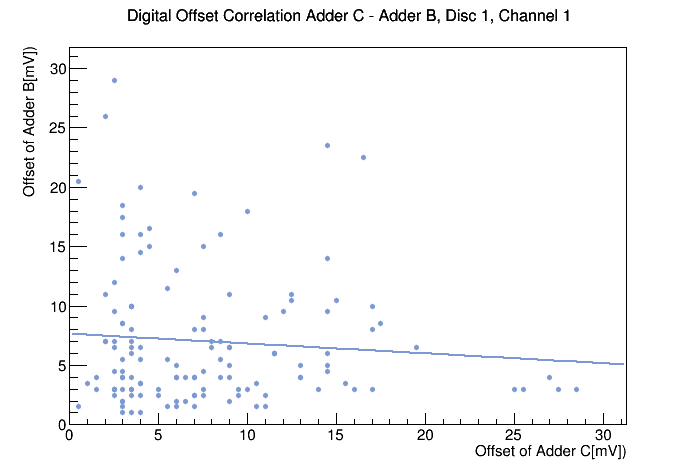 Digital Offset Correlation Adder C - Adder B, Disc 1, Channel 1
Offset of Adder B[mV])
30
25
20
15
10
5
0
0 5 10 15 20 25 30
Offset of Adder C[mV])